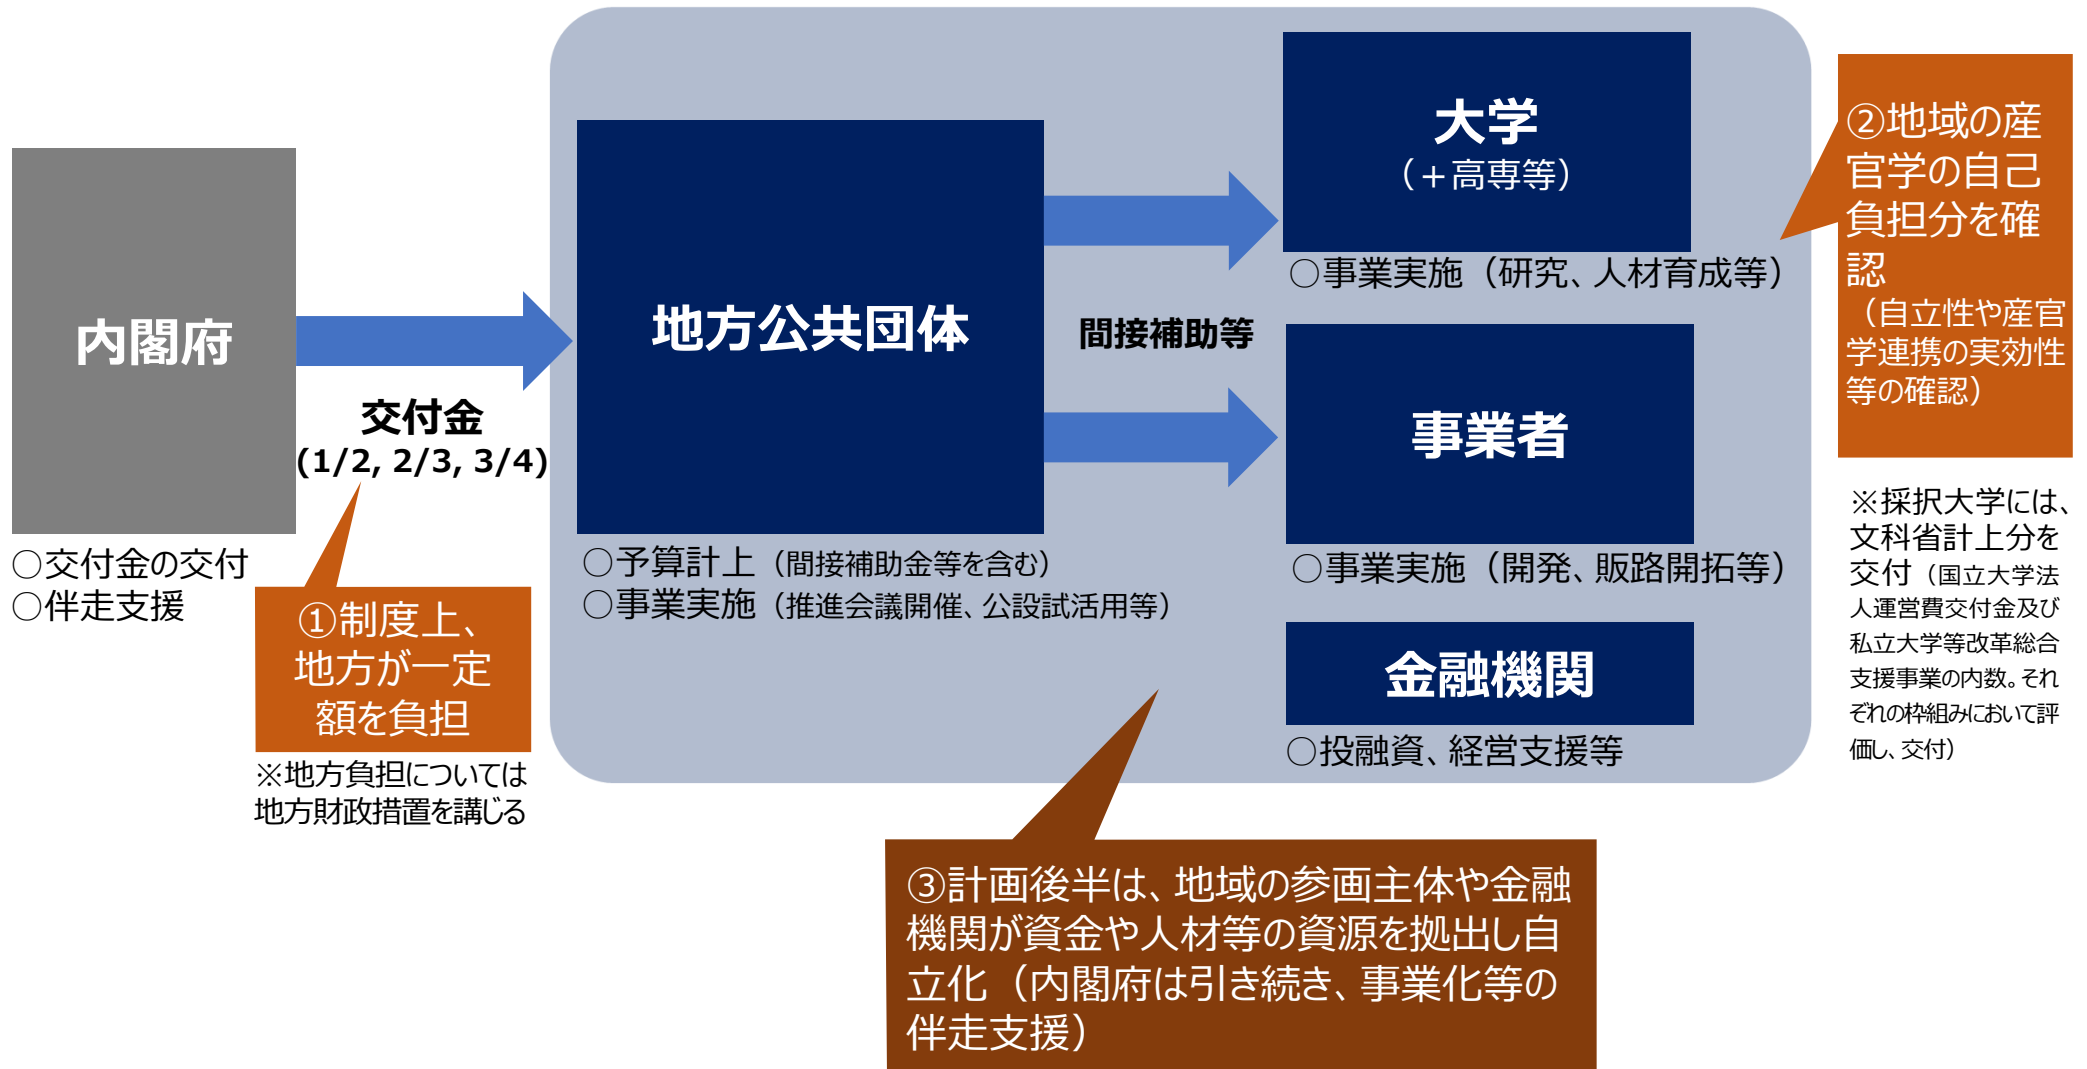 内閣府
○交付金の交付
○伴走支援
交付金
(1/2, 2/3, 3/4)
①制度上、
地方が一定
額を負担
※地方負担については
地方財政措置を講じる
地方公共団体
○予算計上（間接補助金等を含む）
○事業実施（推進会議開催、公設試活用等）
間接補助等
大学
（＋高専等）
○事業実施（研究、人材育成等）
事業者
○事業実施（開発、販路開拓等）
金融機関
○投融資、経営支援等
②地域の産
官学の自己
負担分を確
認
（自立性や産官
学連携の実効性
等の確認）
※採択大学には、
文科省計上分を
交付（国立大学法
人運営費交付金及び
私立大学等改革総合
支援事業の内数。それ
ぞれの枠組みにおいて評
価し、交付）
③計画後半は、地域の参画主体や金融
機関が資金や人材等の資源を拠出し自
立化（内閣府は引き続き、事業化等の
伴走支援）